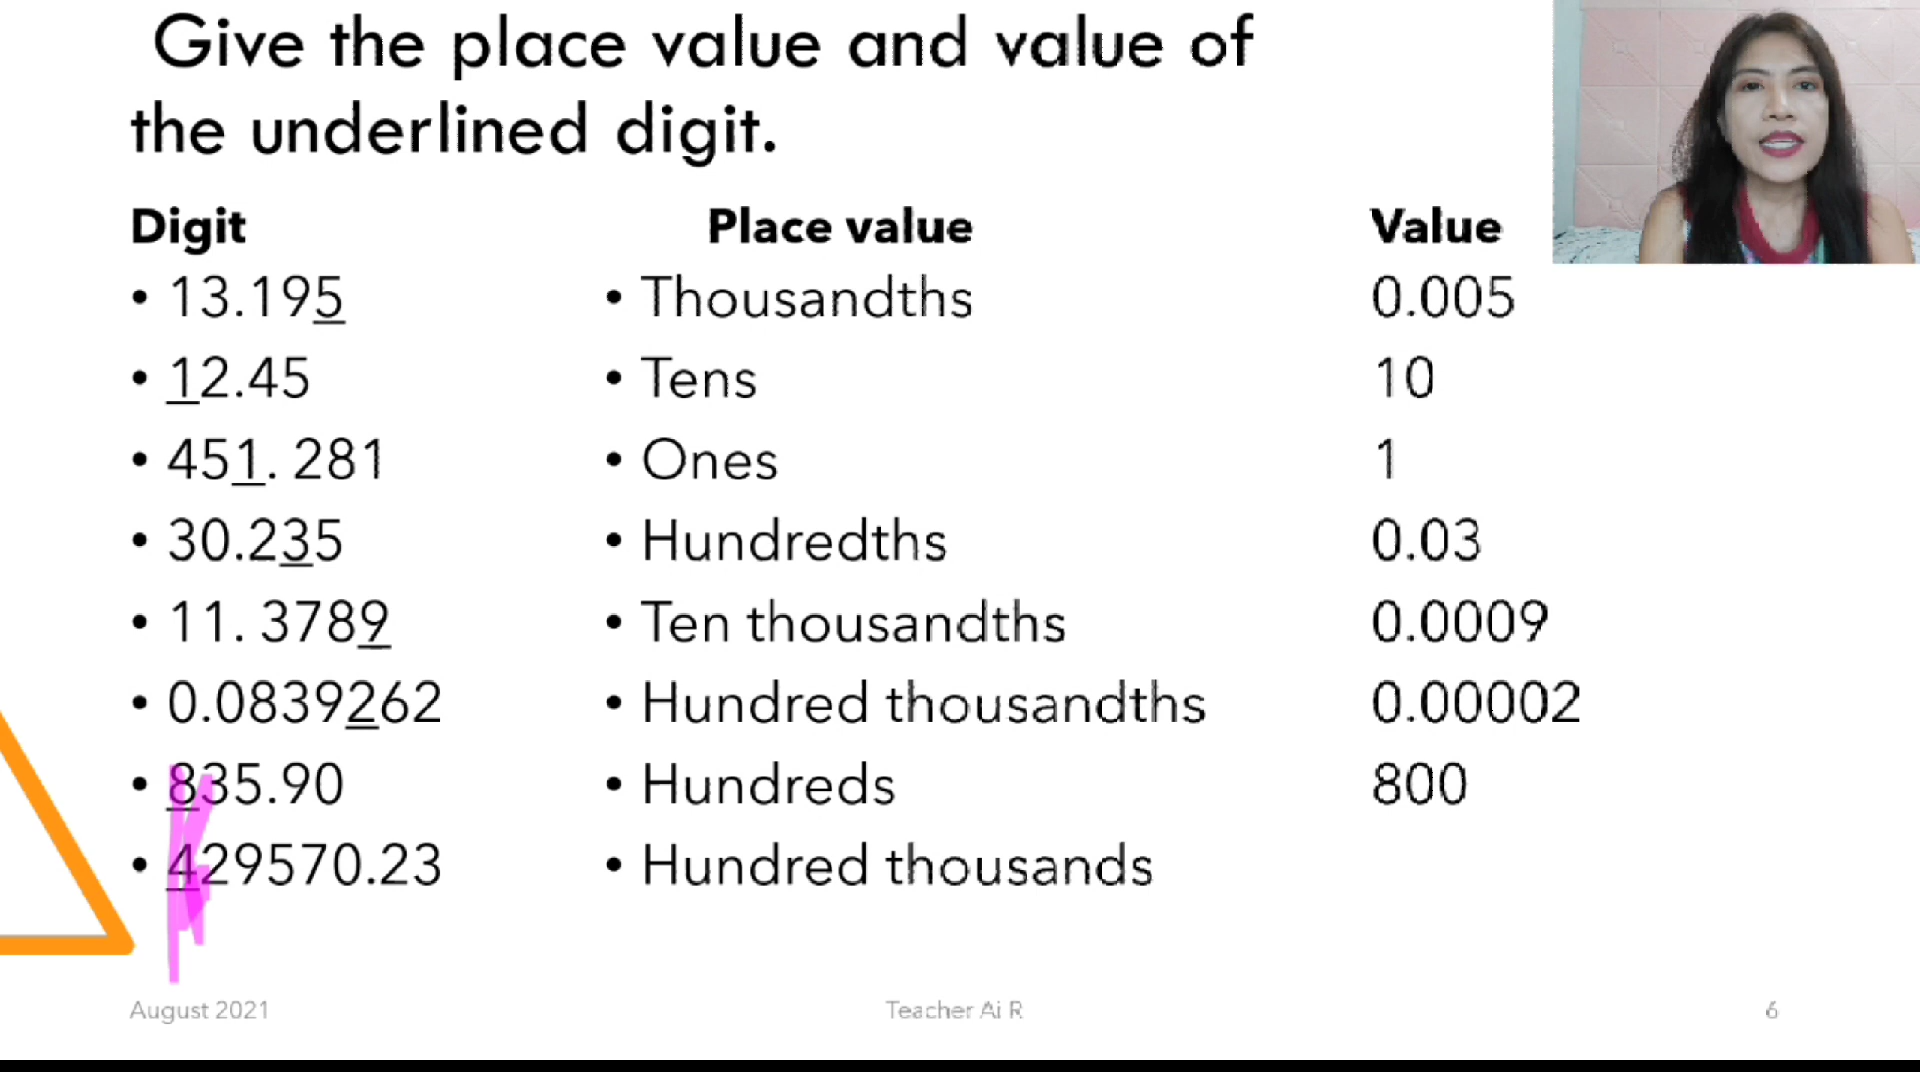 Give the place value and value of
the underlined digit.
Digit Place value Value
• 13.195 • Thousandths 0.005
• 12.45 • Tens 10
• 451. 281 • Ones 1
• 30.235 • Hundredths 0.03
• 11. 3789 • Ten thousandths 0.0009
• 0.0839262 • Hundred thousandths 0.00002
• 835.90 • Hundreds 800
• 429570.23 • Hundred thousands
August 2021 Teacher Ai R 6